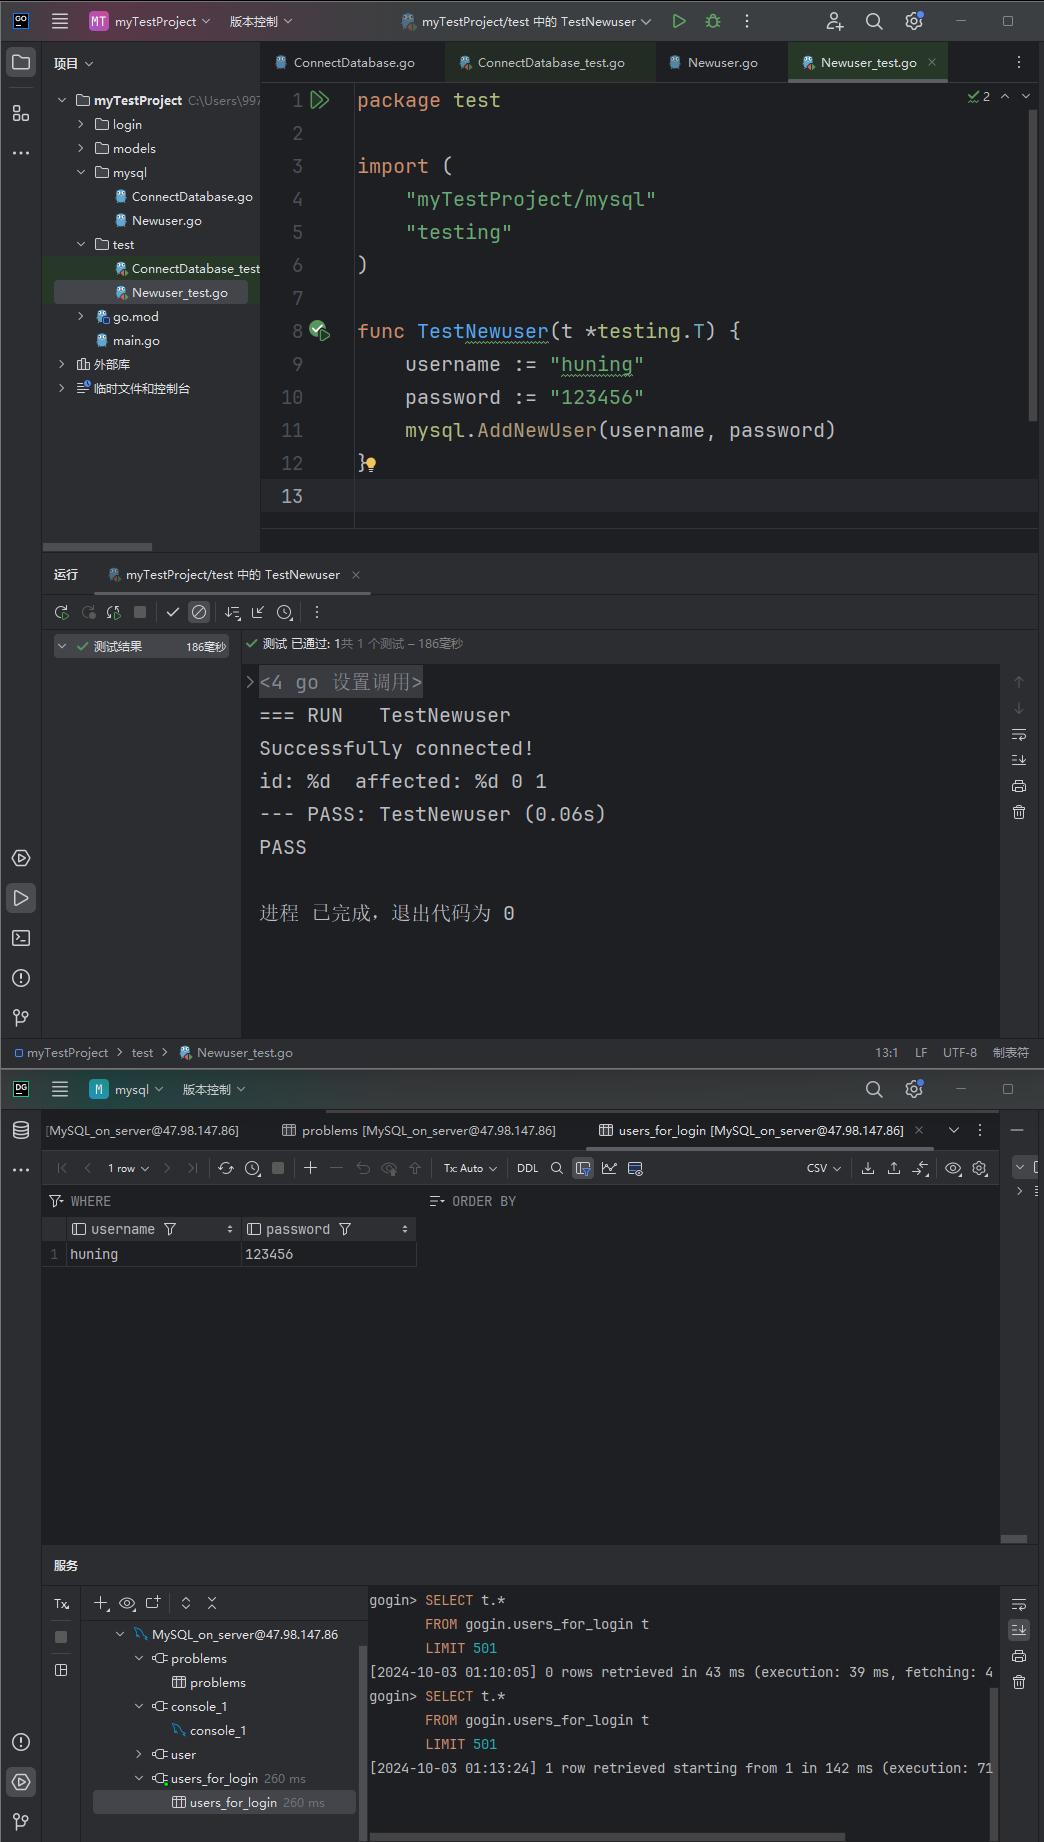 GO
MT myTestProject 版本控制 myTestProject/test 中的 TestNewuser
项目
ConnectDatabase.go ConnectDatabase_test.go Newuser.go Newuser_test.go
myTestProject C:\Users\997
login
models
mysql
ConnectDatabase.go
Newuser.go
test
ConnectDatabase_test
Newuser_test.go
go.mod
main.go
外部库
临时文件和控制台
2
1 package test
2
3 import (
4 "myTestProject/mysql"
5 "testing"
6 )
7
8 func TestNewuser(t *testing.T) {
9 username := "huning"
10 password := "123456"
11 mysql.AddNewUser(username, password)
12 }
13
运行 myTestProject/test 中的 TestNewuser
测试结果 186毫秒
测试 已通过: 1共 1 个测试 – 186毫秒
<4 go 设置调用>
=== RUN   TestNewuser
Successfully connected!
id: %d  affected: %d 0 1
--- PASS: TestNewuser (0.06s)
PASS
进程 已完成，退出代码为 0
myTestProject > test > Newuser_test.go 13:1 LF UTF-8 制表符
DG
M mysql 版本控制
[MySQL_on_server@47.98.147.86] problems [MySQL_on_server@47.98.147.86] users_for_login [MySQL_on_server@47.98.147.86]
1 row Tx: Auto DDL CSV
WHERE ORDER BY
username password
1 huning 123456
服务
Tx
MySQL_on_server@47.98.147.86
problems
problems
console_1
console_1
user
users_for_login 260 ms
users_for_login 260 ms
gogin> SELECT t.*
FROM gogin.users_for_login t
LIMIT 501
[2024-10-03 01:10:05] 0 rows retrieved in 43 ms (execution: 39 ms, fetching: 4
gogin> SELECT t.*
FROM gogin.users_for_login t
LIMIT 501
[2024-10-03 01:13:24] 1 row retrieved starting from 1 in 142 ms (execution: 71